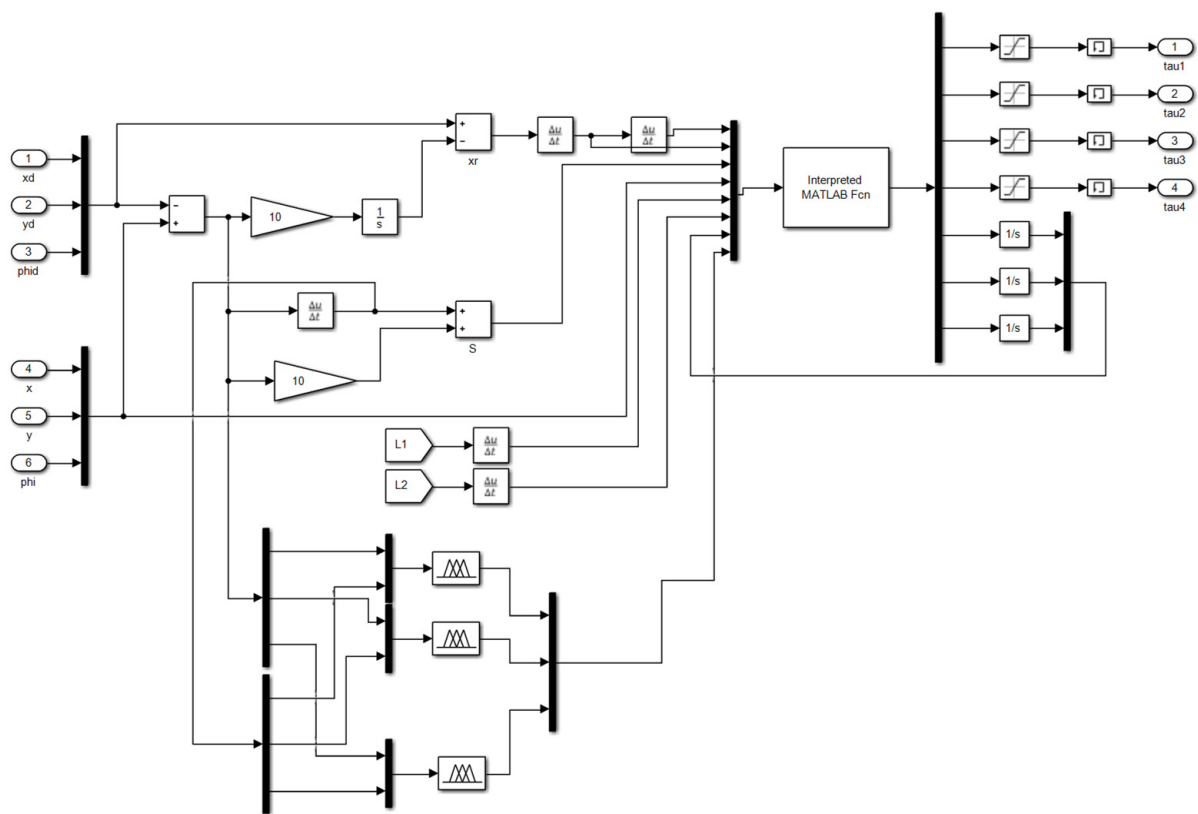 1
xd
2
yd
3
phid
4
x
5
y
6
phi
−
+
10
1
s
+
−
xr
Δu
Δt
Δu
Δt
Δu
Δt
10
+
+
S
L1
Δu
Δt
L2
Δu
Δt
Interpreted
MATLAB Fcn
1
tau1
2
tau2
3
tau3
4
tau4
1/s
1/s
1/s